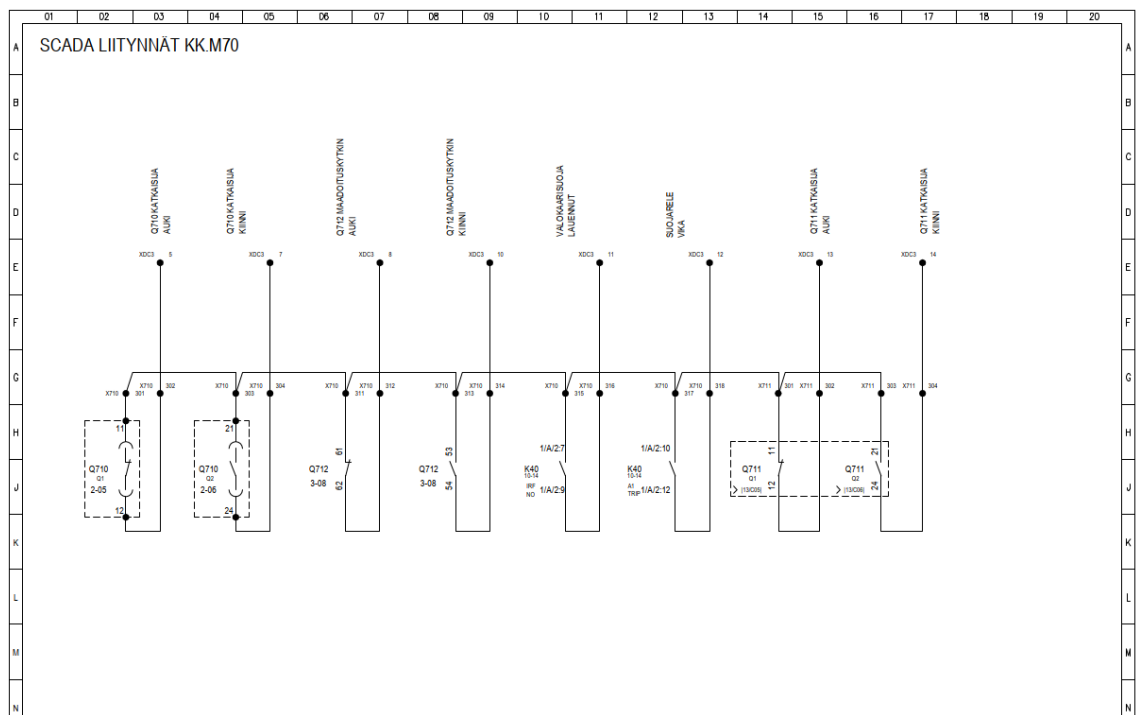 01 02 03 04 05 06 07 08 09 10 11 12 13 14 15 16 17 18 19 20
A SCADA LIITYNNÄT KK.M70 A
B B
C C
D D
Q710 KATKAISIJA
AUKI
Q710 KATKAISIJA
KIINNI
Q712 MAADOITUSKYTKIN
AUKI
Q712 MAADOITUSKYTKIN
KIINNI
VALOKAARISUOJA
LAUENNUT
SUOJARELE
VIKA
Q711 KATKAISIJA
AUKI
Q711 KATKAISIJA
KIINNI
XDC3 5 XDC3 7 XDC3 8 XDC3 10 XDC3 11 XDC3 12 XDC3 13 XDC3 14
E E
F F
G G
X710 301 X710 302 X710 303 X710 304 X710 311 X710 312 X710 313 X710 314 X710 315 X710 316 X710 317 X710 318 X711 301 X711 302 X711 303 X711 304
H H
11 21 61 53 1/A/2:7 1/A/2:10 11 21
Q710 Q710 Q712 Q712 K40 K40 Q711 Q711
Q1 Q2 10-14 10-14 Q1 Q2
2-05 2-06 3-08 3-08
IRF
NO
A1
TRIP
J J
(13/C05) (13/C06)
12 24 62 54 1/A/2:9 1/A/2:12 12 24
K K
L L
M M
N N